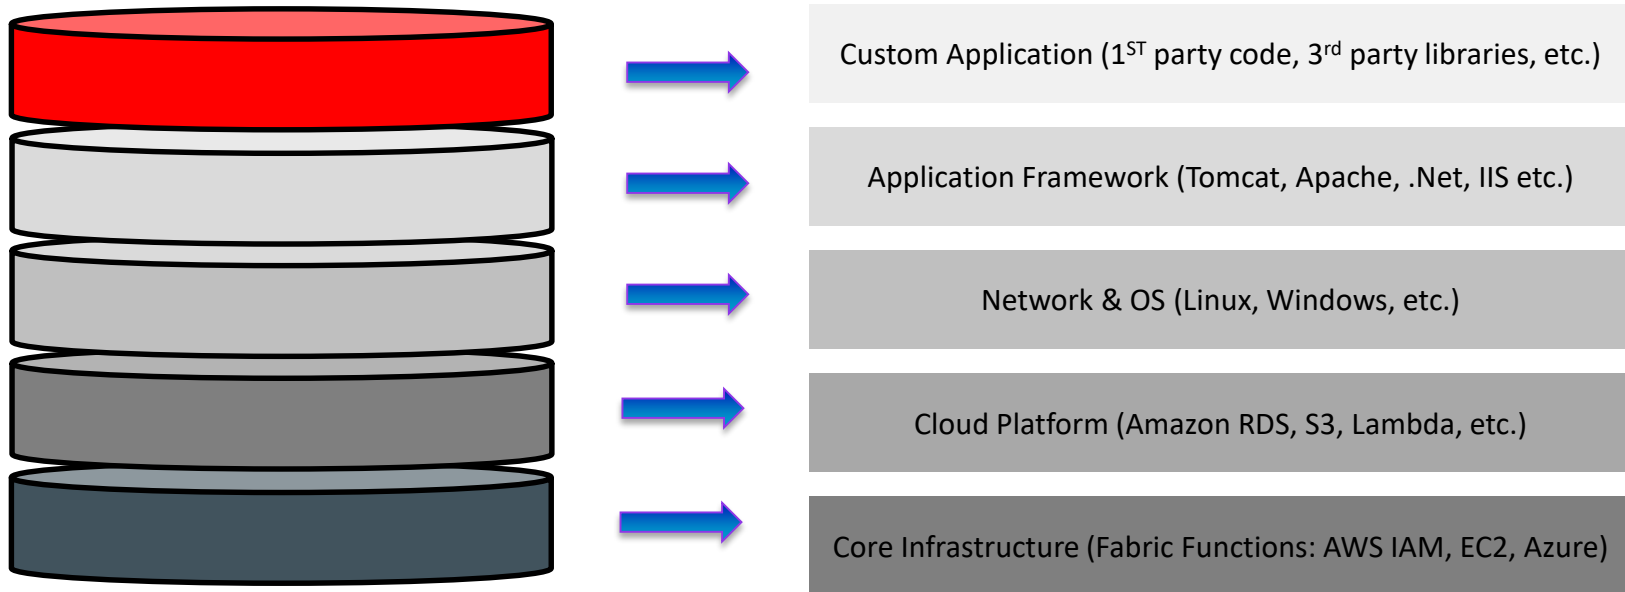 Custom Application (1ST party code, 3rd party libraries, etc.)
Application Framework (Tomcat, Apache, .Net, IIS etc.)
Network & OS (Linux, Windows, etc.)
Cloud Platform (Amazon RDS, S3, Lambda, etc.)
Core Infrastructure (Fabric Functions: AWS IAM, EC2, Azure)